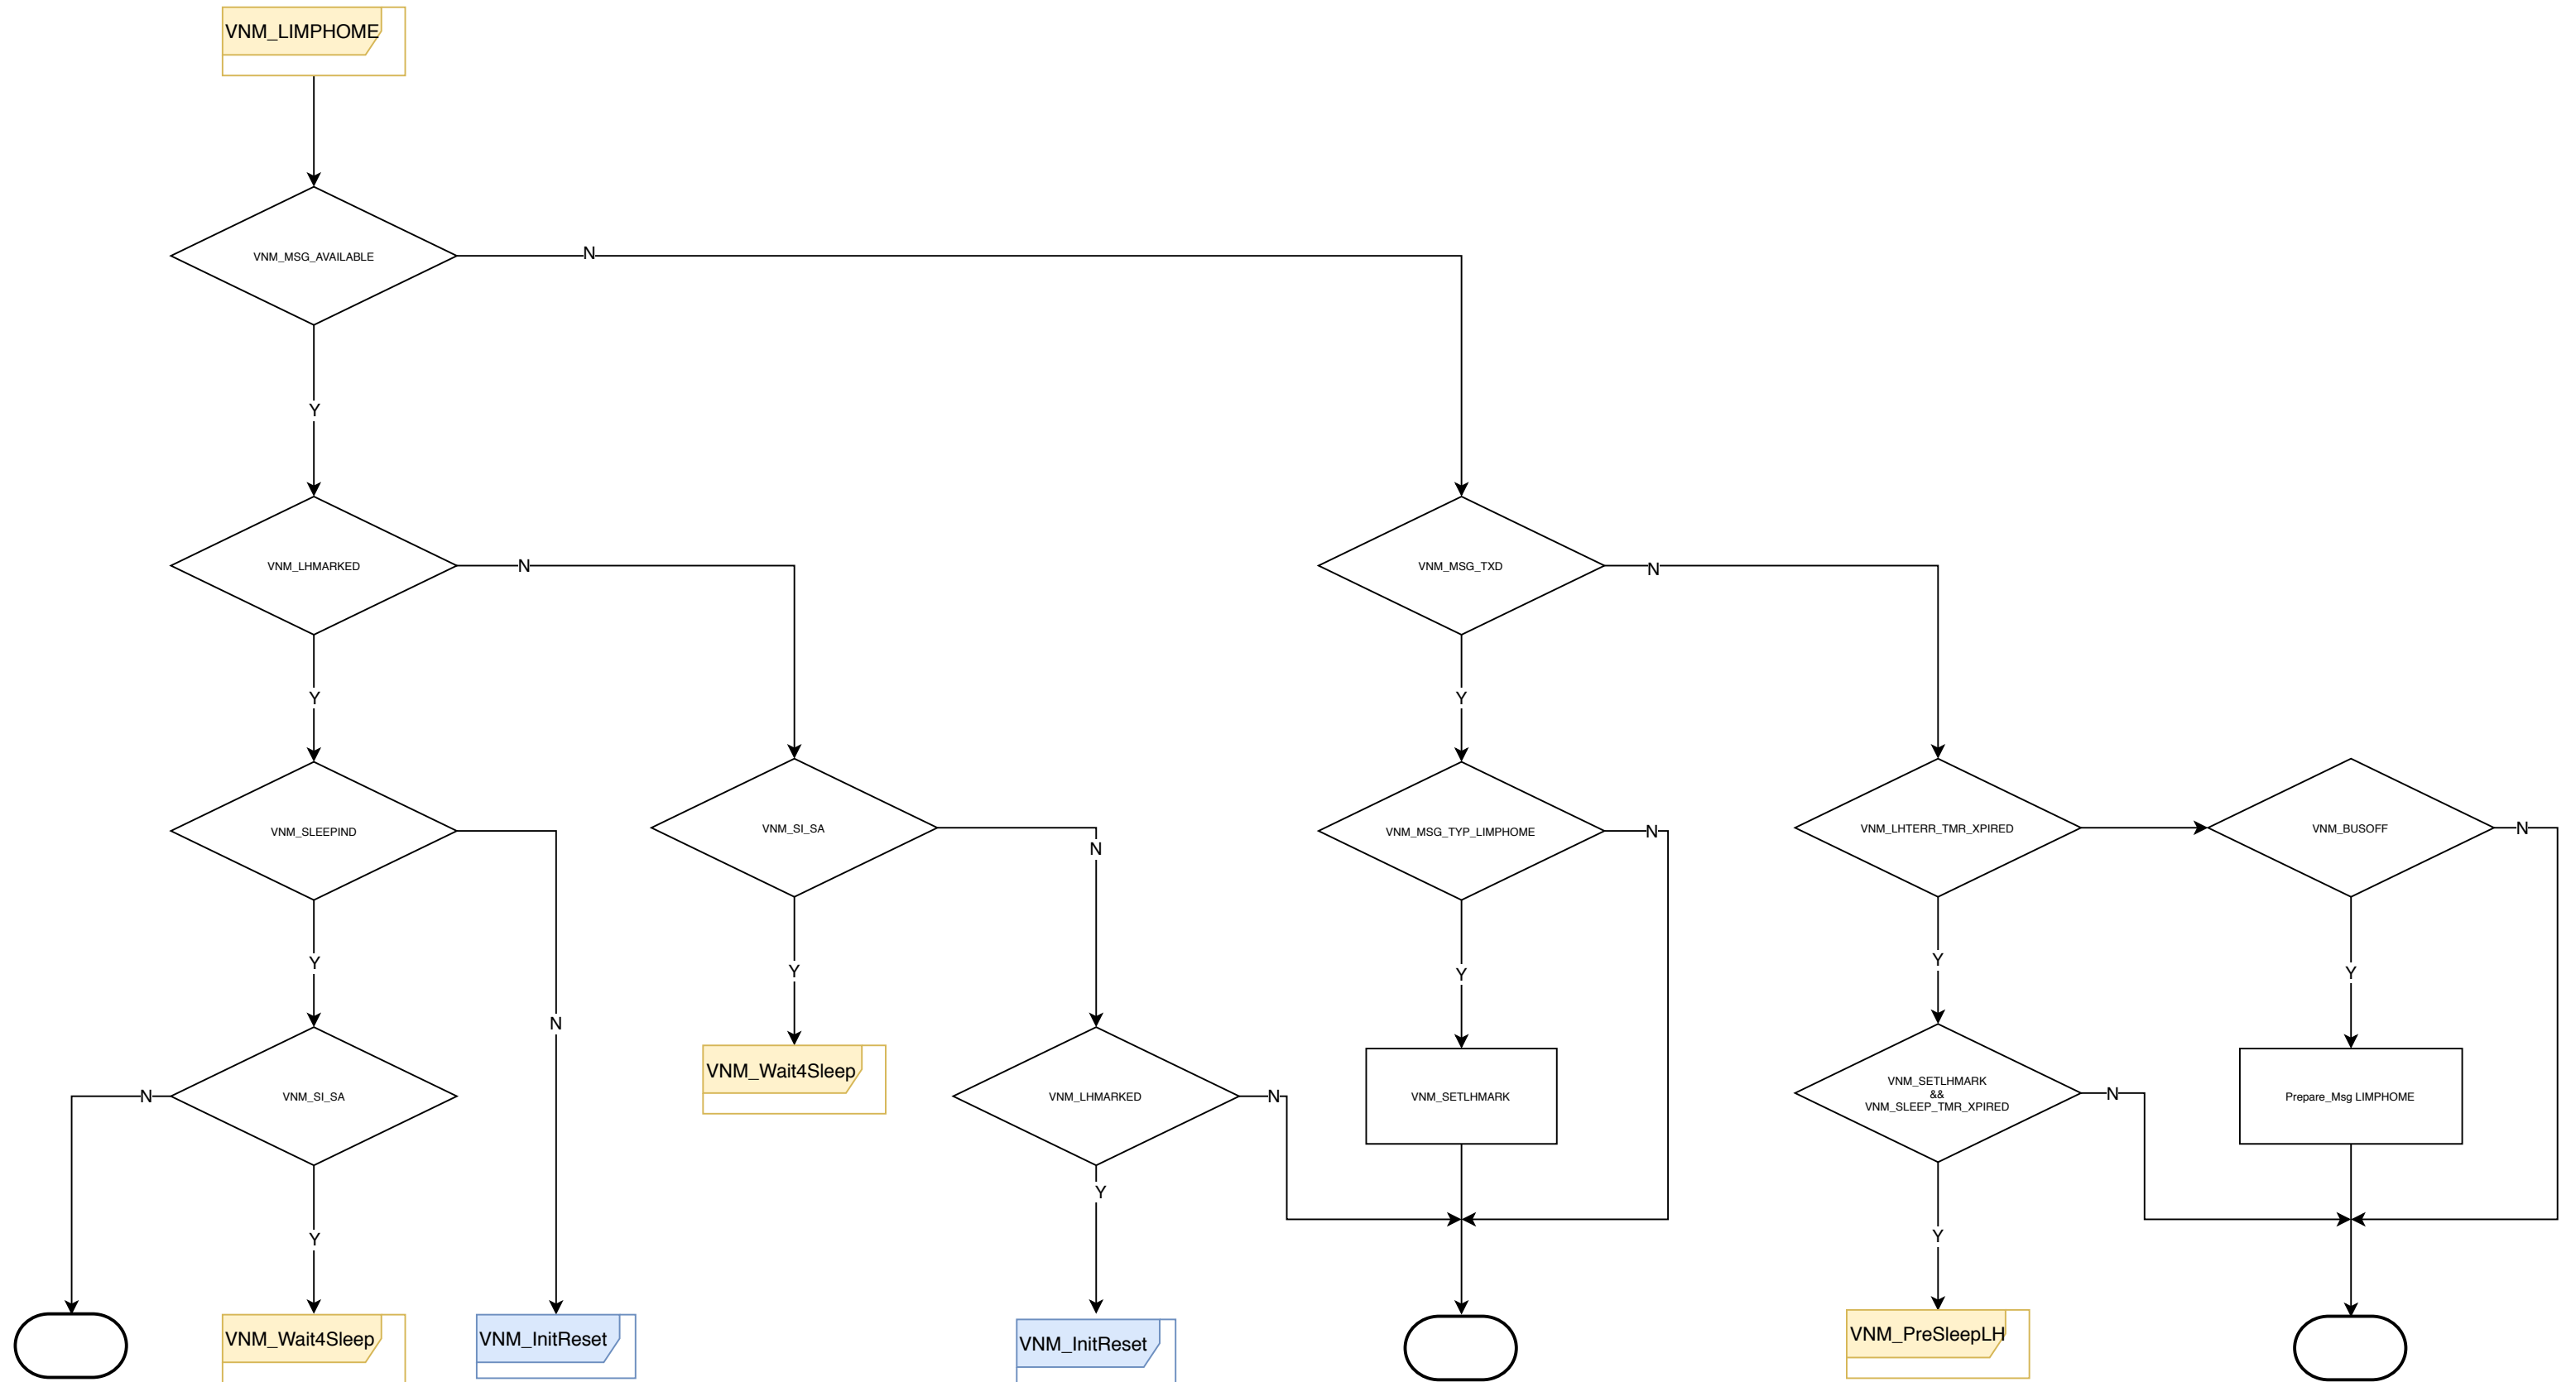 VNM_LIMPHOME
VNM_MSG_AVAILABLE
N
Y
VNM_LHMARKED
N
VNM_MSG_TXD
N
Y
Y
VNM_SLEEPIND
VNM_SI_SA
N
VNM_MSG_TYP_LIMPHOME
N
VNM_LHTERR_TMR_XPIRED
VNM_BUSOFF
N
Y
N
Y
Y
Y
Y
VNM_SI_SA
N
Y
VNM_Wait4Sleep
VNM_LHMARKED
N
Y
VNM_SETLHMARK
VNM_SETLHMARK
&&
VNM_SLEEP_TMR_XPIRED
N
Y
Prepare_Msg LIMPHOME
VNM_Wait4Sleep
VNM_InitReset
VNM_InitReset
VNM_PreSleepLH